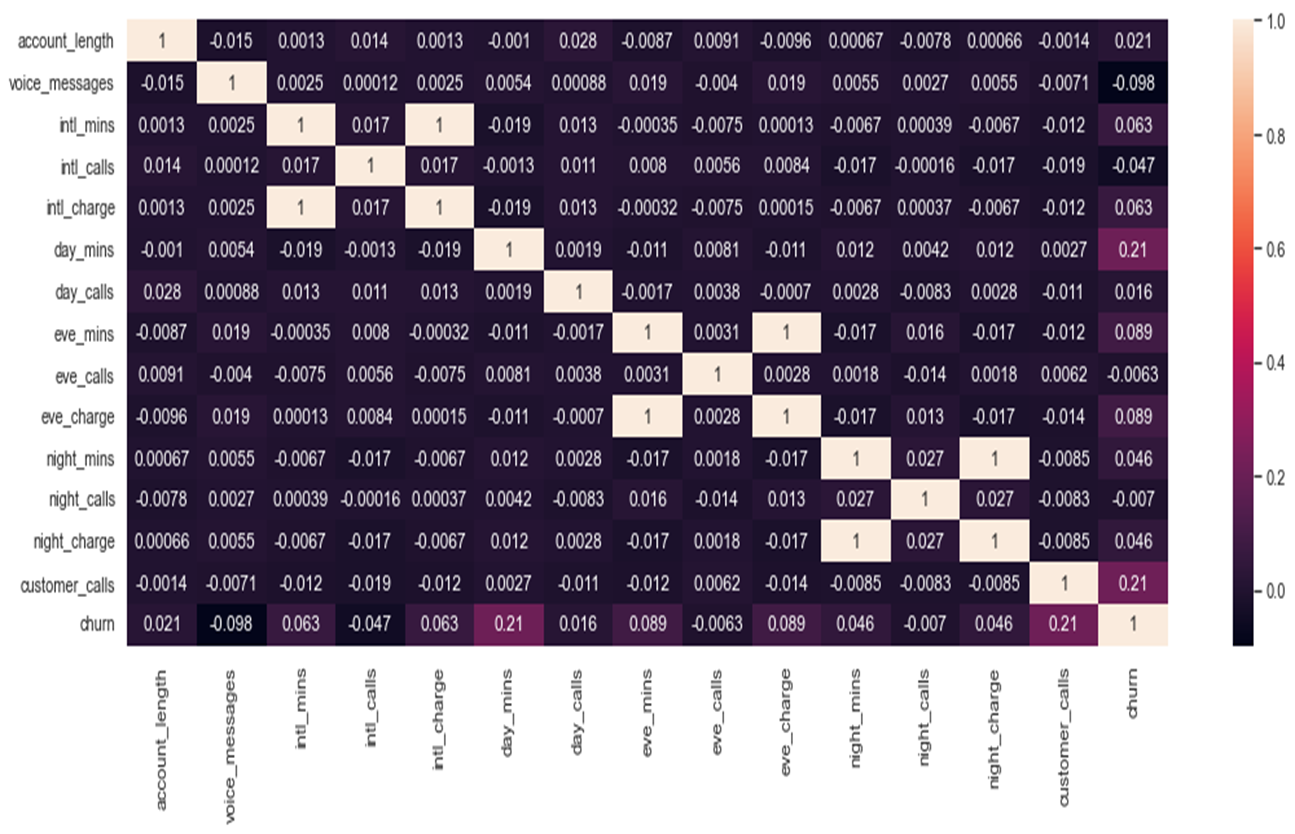 account_length 1 -0.015 0.0013 0.014 0.0013 -0.001 0.028 -0.0087 0.0091 -0.0096 0.00067 -0.0078 0.00066 -0.0014 0.021 1.0
voice_messages -0.015 1 0.0025 0.00012 0.0025 0.0054 0.00088 0.019 -0.004 0.019 0.0055 0.0027 0.0055 -0.0071 -0.098
intl_mins 0.0013 0.0025 1 0.017 1 -0.019 0.013 -0.00035 -0.0075 0.00013 -0.0067 0.00039 -0.0067 -0.012 0.063 0.8
intl_calls 0.014 0.00012 0.017 1 0.017 -0.0013 0.011 0.008 0.0056 0.0084 -0.017 -0.00016 -0.017 -0.019 -0.047
intl_charge 0.0013 0.0025 1 0.017 1 -0.019 0.013 -0.00032 -0.0075 0.00015 -0.0067 0.00037 -0.0067 -0.012 0.063
day_mins -0.001 0.0054 -0.019 -0.0013 -0.019 1 0.0019 -0.011 0.0081 -0.011 0.012 0.0042 0.012 0.0027 0.21 0.6
day_calls 0.028 0.00088 0.013 0.011 0.013 0.0019 1 -0.0017 0.0038 -0.0007 0.0028 -0.0083 0.0028 -0.011 0.016
eve_mins -0.0087 0.019 -0.00035 0.008 -0.00032 -0.011 -0.0017 1 0.0031 1 -0.017 0.016 -0.017 -0.012 0.089
eve_calls 0.0091 -0.004 -0.0075 0.0056 -0.0075 0.0081 0.0038 0.0031 1 0.0028 0.0018 -0.014 0.0018 0.0062 -0.0063 0.4
eve_charge -0.0096 0.019 0.00013 0.0084 0.00015 -0.011 -0.0007 1 0.0028 1 -0.017 0.013 -0.017 -0.014 0.089
night_mins 0.00067 0.0055 -0.0067 -0.017 -0.0067 0.012 0.0028 -0.017 0.0018 -0.017 1 0.027 1 -0.0085 0.046 0.2
night_calls -0.0078 0.0027 0.00039 -0.00016 0.00037 0.0042 -0.0083 0.016 -0.014 0.013 0.027 1 0.027 -0.0083 -0.007
night_charge 0.00066 0.0055 -0.0067 -0.017 -0.0067 0.012 0.0028 -0.017 0.0018 -0.017 1 0.027 1 -0.0085 0.046
customer_calls -0.0014 -0.0071 -0.012 -0.019 -0.012 0.0027 -0.011 -0.012 0.0062 -0.014 -0.0085 -0.0083 -0.0085 1 0.21 0.0
churn 0.021 -0.098 0.063 -0.047 0.063 0.21 0.016 0.089 -0.0063 0.089 0.046 -0.007 0.046 0.21 1
account_length
voice_messages
intl_mins
intl_calls
intl_charge
day_mins
day_calls
eve_mins
eve_calls
eve_charge
night_mins
night_calls
night_charge
customer_calls
churn